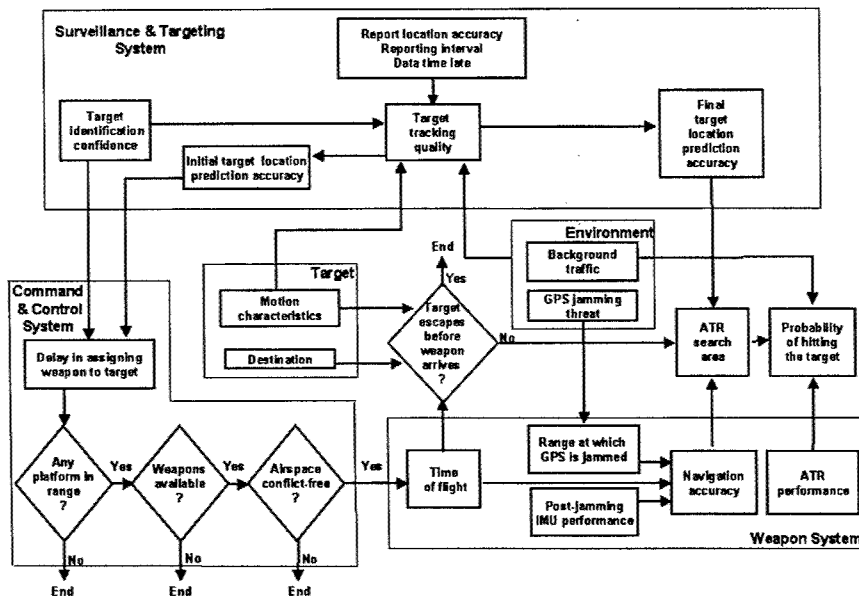 Surveillance & Targeting
System
Report location accuracy
Reporting interval
Data time late
Target
identification
confidence
Initial target location
prediction accuracy
Target
tracking
quality
Final
target
location
prediction
accuracy
Environment
Background
traffic
GPS jamming
threat
Target
Motion
characteristics
Destination
End
Yes
Target
escapes
before
weapon
arrives
?
No
ATR
search
area
Probability
of hitting
the target
Command
& Control
System
Delay in assigning
weapon to target
Any
platform in
range
?
Yes
No
End
Weapons
available
?
Yes
No
End
Airspace
conflict-free
?
Yes
No
End
Time
of flight
Range at which
GPS is jammed
Post-jamming
IMU performance
Navigation
accuracy
ATR
performance
Weapon System